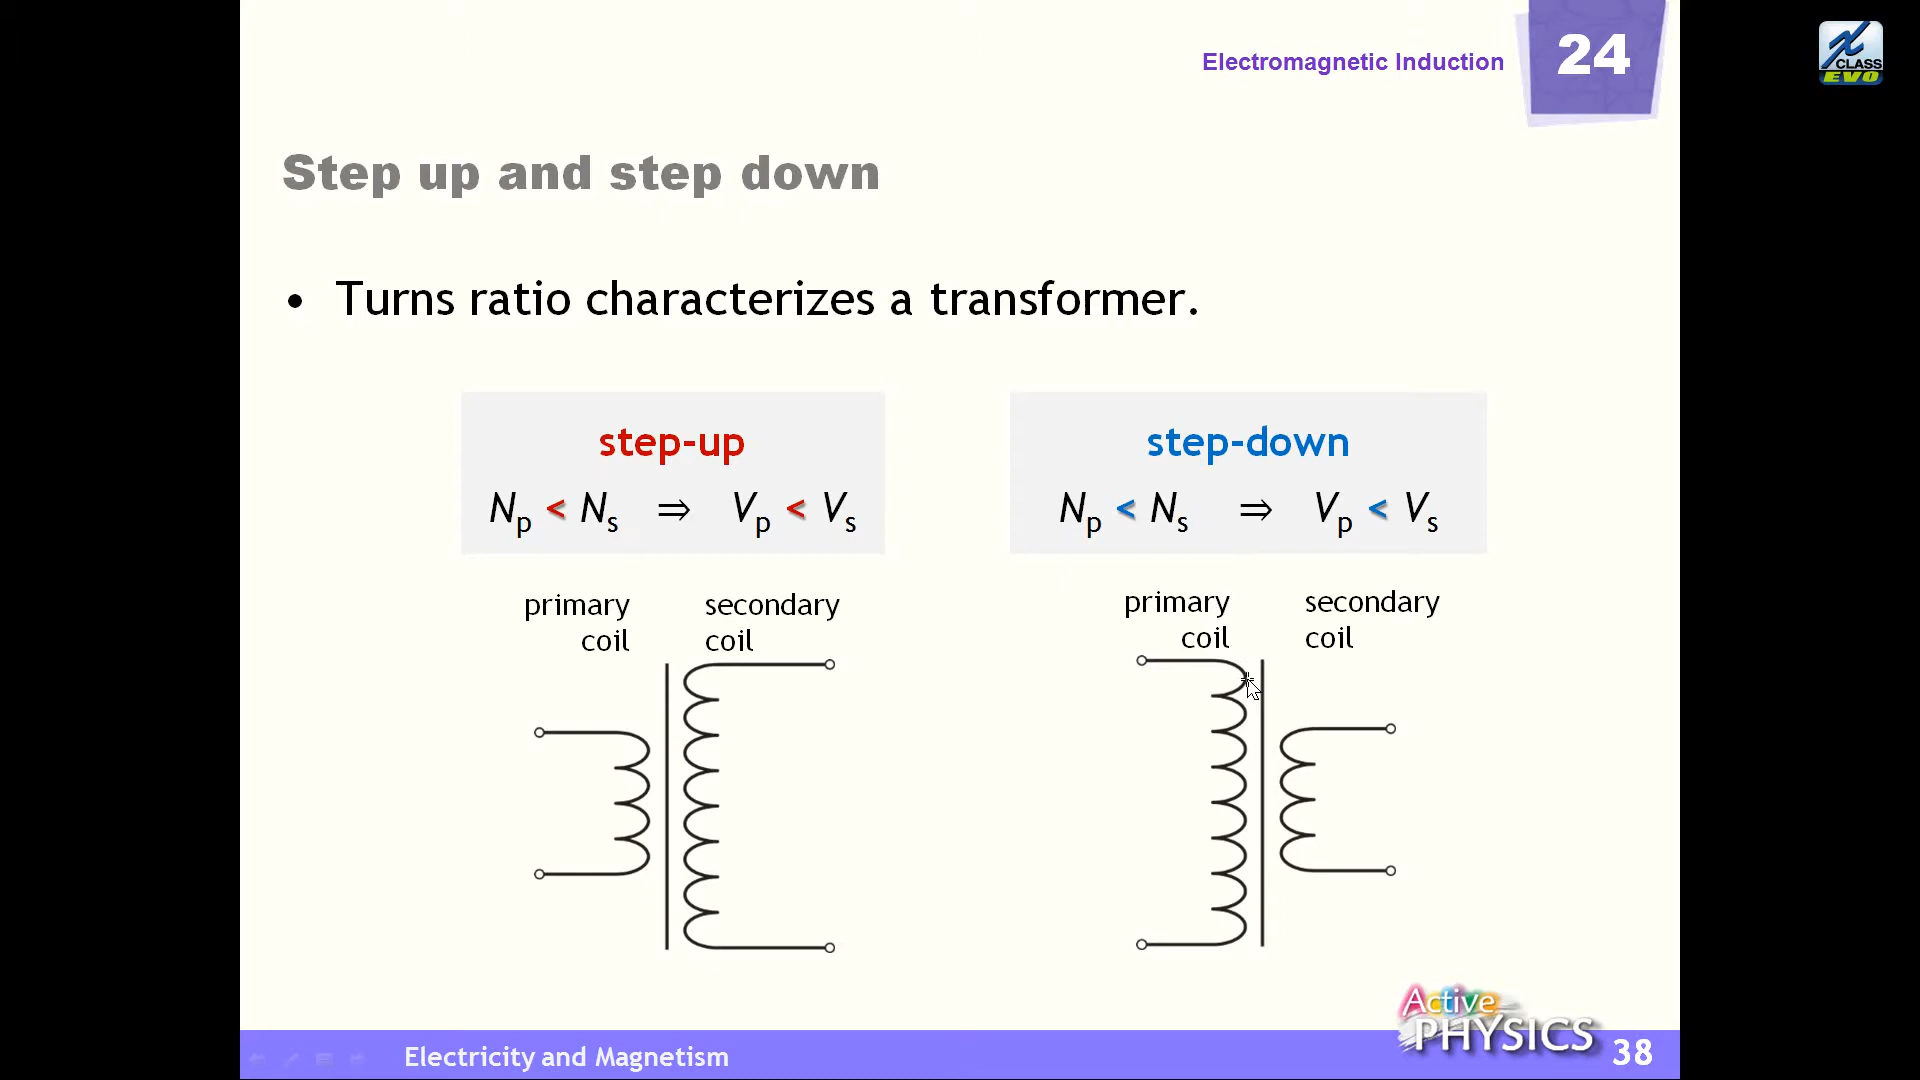 Electromagnetic Induction
24
CLASS
EVO
Step up and step down
• Turns ratio characterizes a transformer.
step-up
Np < Ns ⇒ Vp < Vs
step-down
Np < Ns ⇒ Vp < Vs
primary
coil
secondary
coil
primary
coil
secondary
coil
Active
PHYSICS
Electricity and Magnetism
38